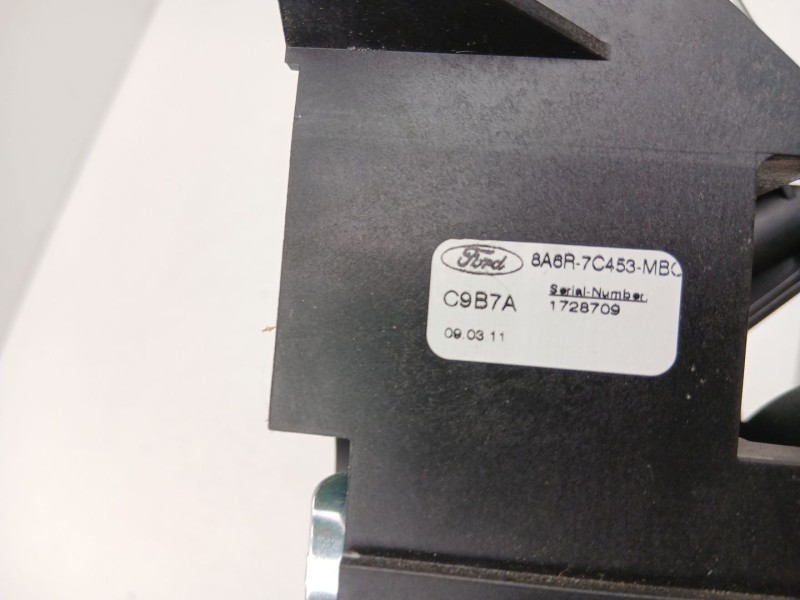 Ford 8A6R-7C453-MBC
C9B7A Serial-Number.
1728709
09.03.11